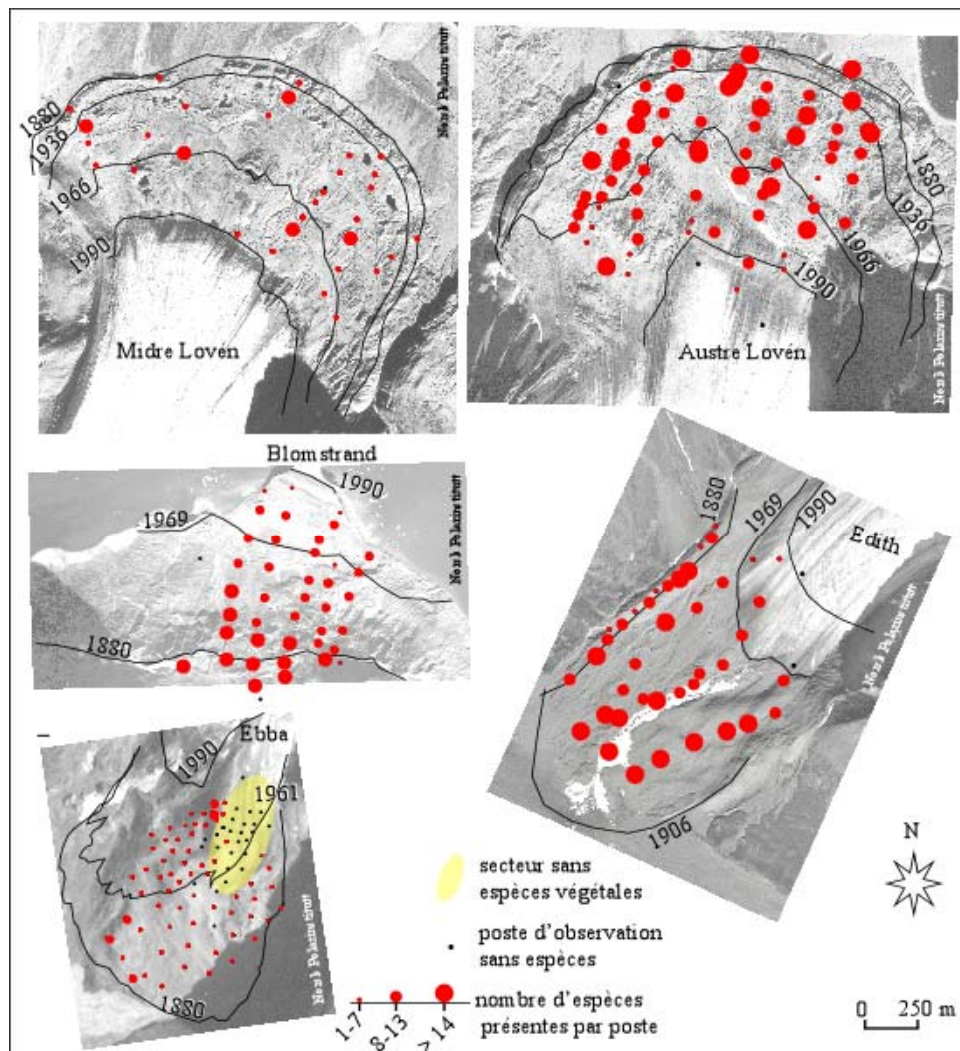 1880
1936
1966
1990
Midre Lovén
1880
1936
1966
1990
Austre Lovén
Blomstrand
1990
1969
1880
1880
1969
1990
Edith
1906
Ebba
1990
1961
1880
secteur sans
espèces végétales
poste d'observation
sans espèces
nombre d'espèces
présentes par poste
1-7
8-13
> 14
N
0 250 m